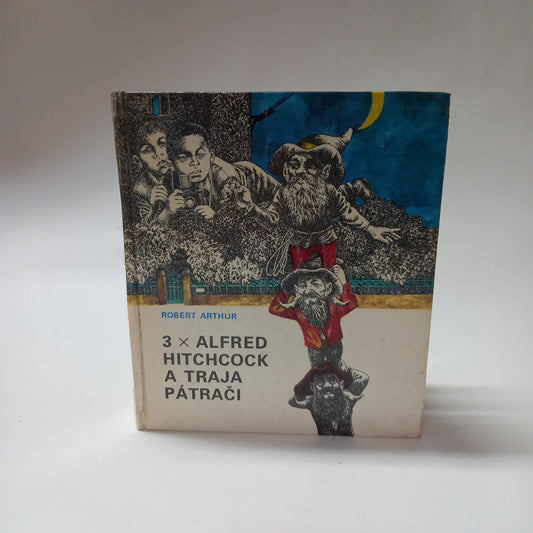 ROBERT ARTHUR
3 × ALFRED
HITCHCOCK
A TRAJA
PÁTRAČI